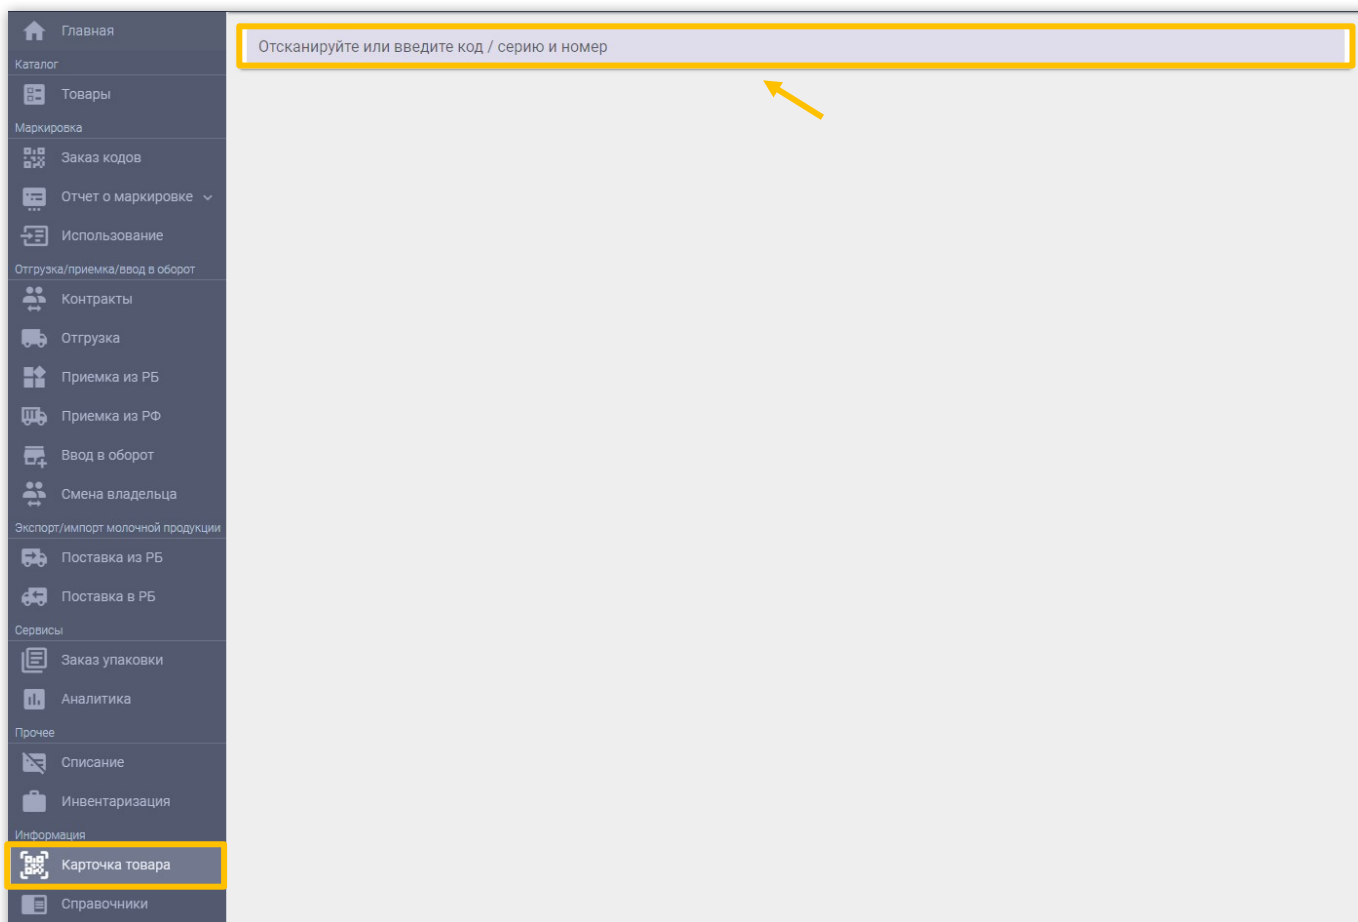 Главная
Каталог
Товары
Маркировка
Заказ кодов
Отчет о маркировке
Использование
Отгрузка/приемка/ввод в оборот
Контракты
Отгрузка
Приемка из РБ
Приемка из РФ
Ввод в оборот
Смена владельца
Экспорт/импорт молочной продукции
Поставка из РБ
Поставка в РБ
Сервисы
Заказ упаковки
Аналитика
Прочее
Списание
Инвентаризация
Информация
Карточка товара
Справочники
Отсканируйте или введите код / серию и номер